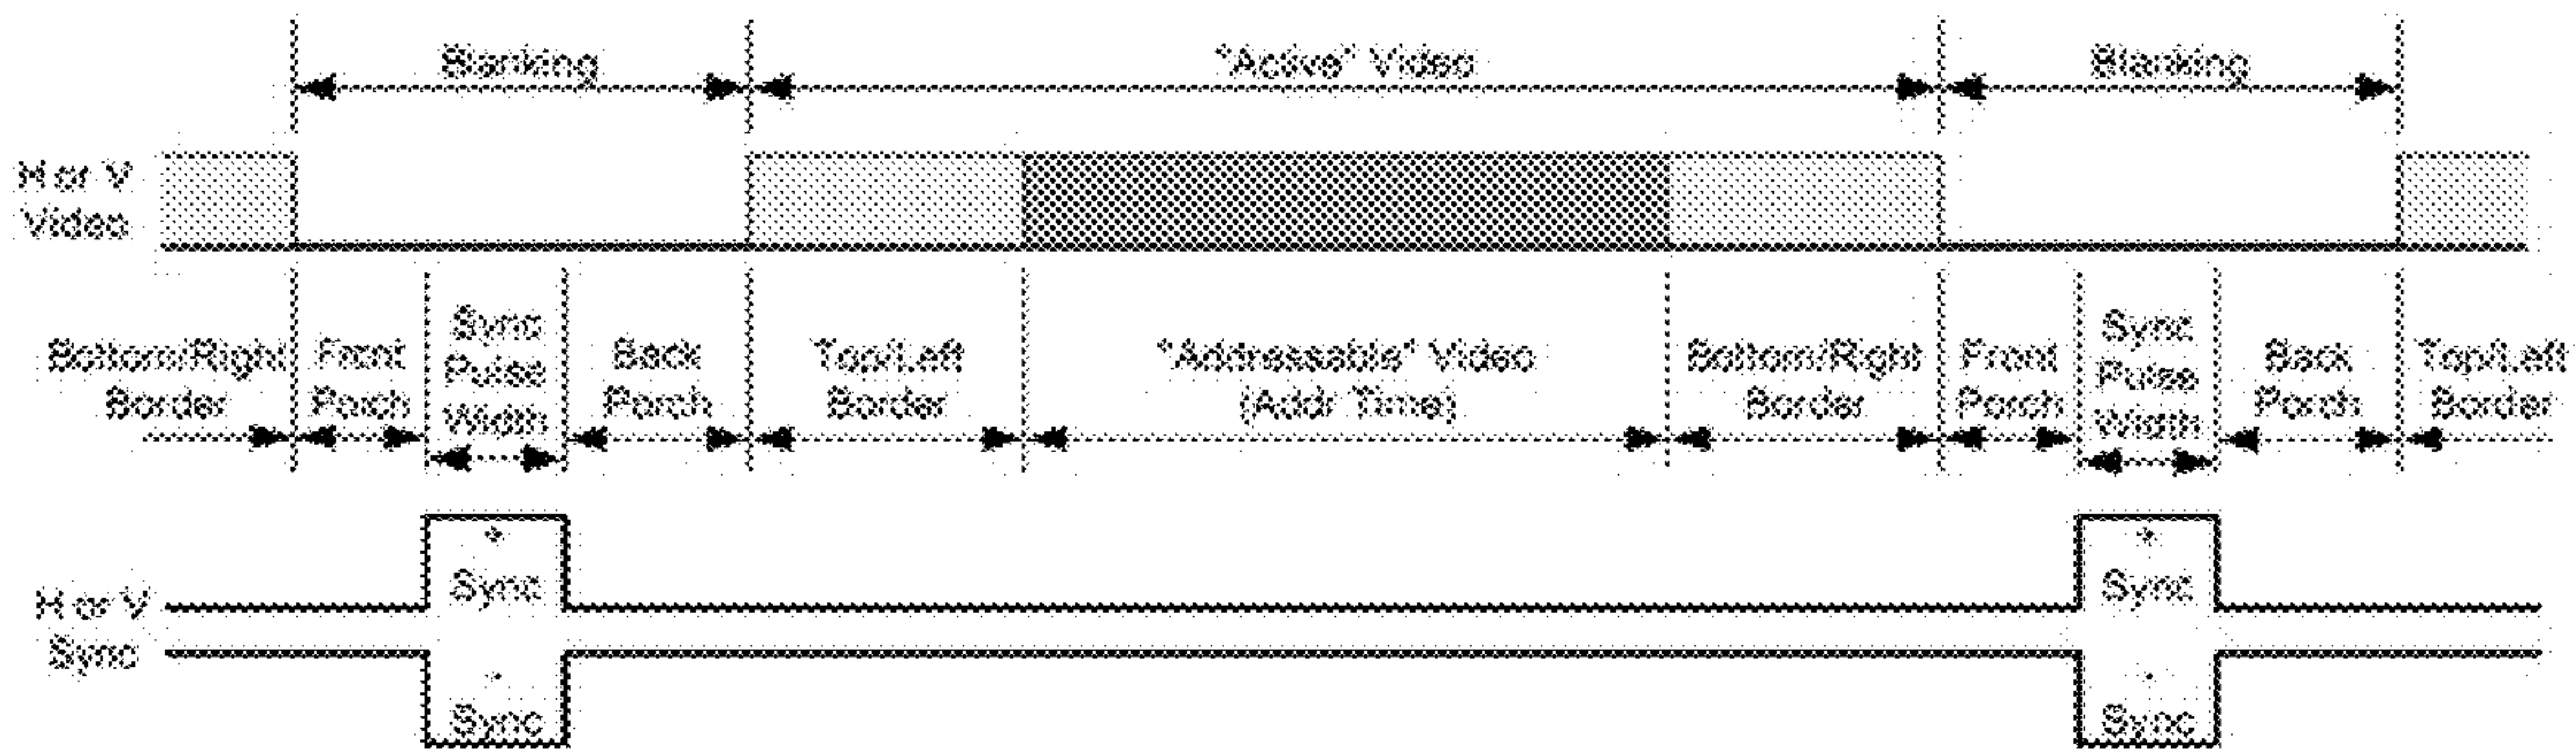 Blanking
"Active" Video
Blanking
H or V
Video
Bottom/Right
Border
Front
Porch
Sync
Pulse
Width
Back
Porch
Top/Left
Border
"Addressable" Video
(Addr Time)
Bottom/Right
Border
Front
Porch
Sync
Pulse
Width
Back
Porch
Top/Left
Border
H or V
Sync
+
Sync
-
Sync
+
Sync
-
Sync